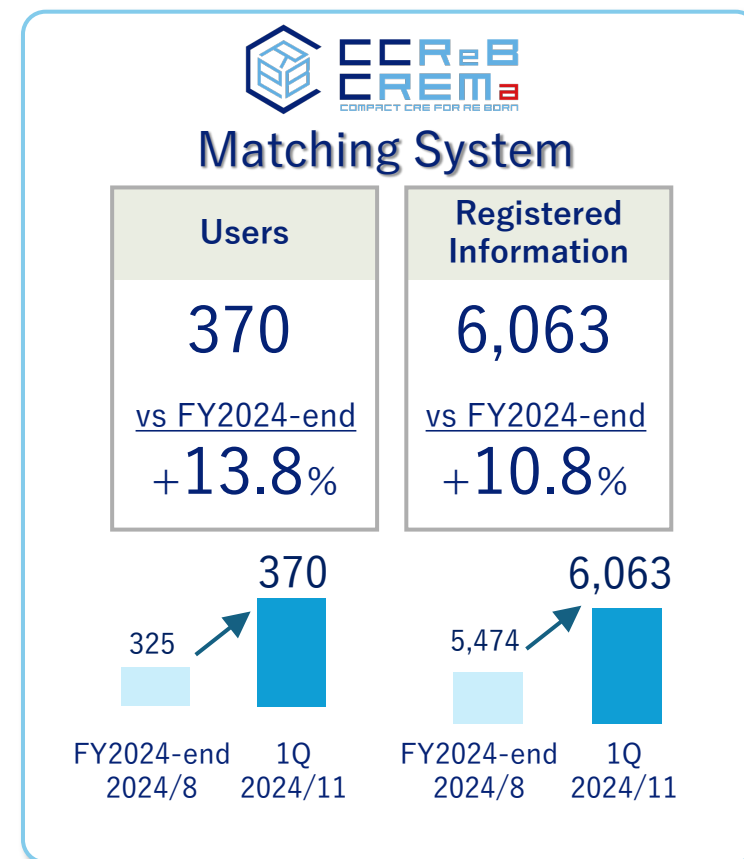 CCReB
CREMa
COMPACT CRE FOR RE BORN
Matching System
Users
370
vs FY2024-end
+13.8%
Registered
Information
6,063
vs FY2024-end
+10.8%
370
325
FY2024-end
2024/8
1Q
2024/11
6,063
5,474
FY2024-end
2024/8
1Q
2024/11